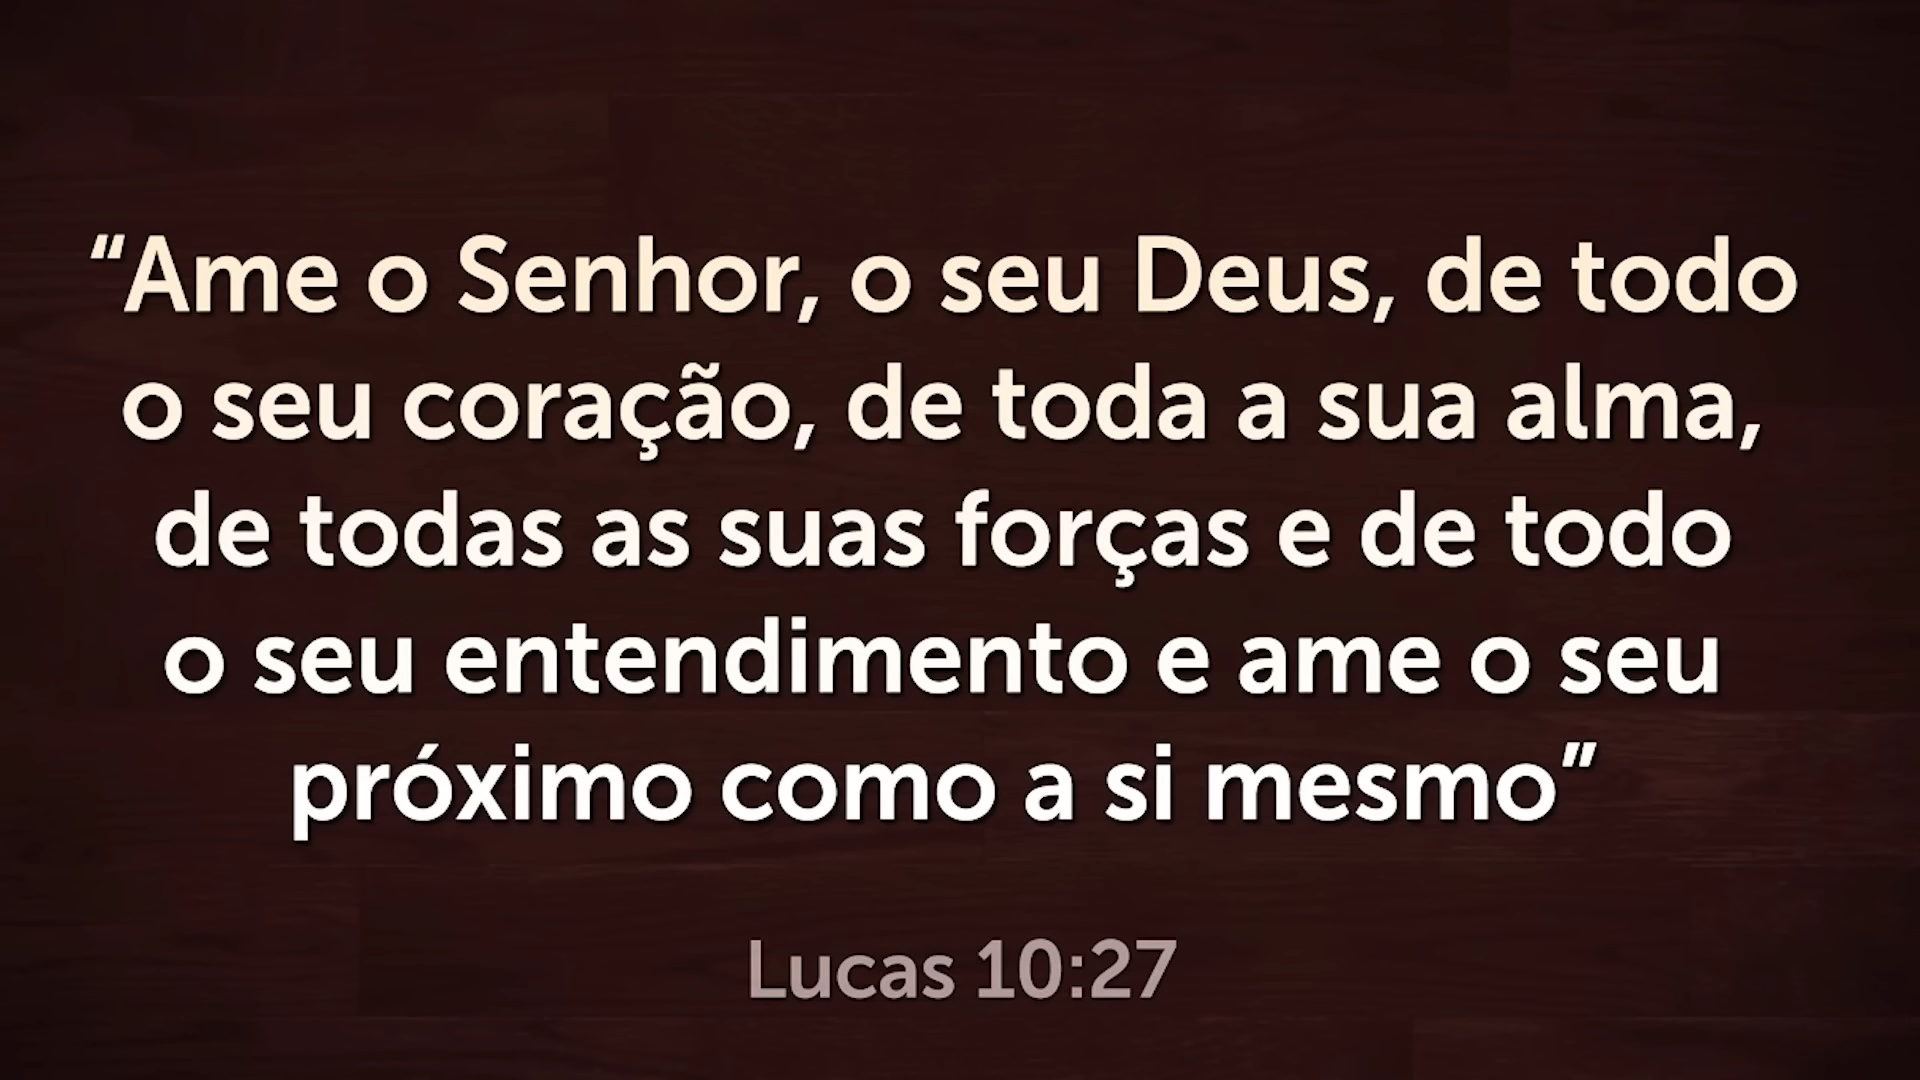 “Ame o Senhor, o seu Deus, de todo
o seu coração, de toda a sua alma,
de todas as suas forças e de todo
o seu entendimento e ame o seu
próximo como a si mesmo”
Lucas 10:27